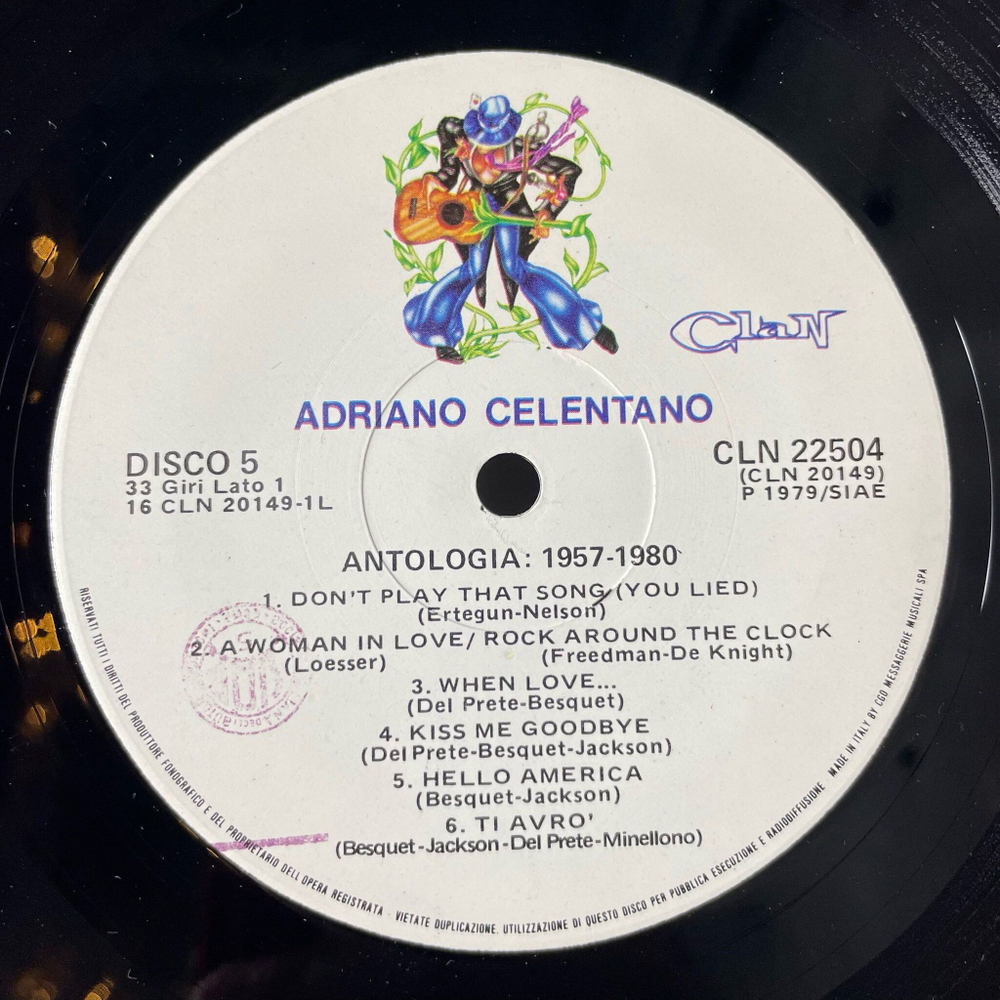 ClaN
ADRIANO CELENTANO
DISCO 5
33 Giri Lato 1
16 CLN 20149-1L
CLN 22504
(CLN 20149)
P 1979/SIAE
ANTOLOGIA: 1957-1980
1. DON'T PLAY THAT SONG (YOU LIED)
(Ertegun-Nelson)
2. A WOMAN IN LOVE/ ROCK AROUND THE CLOCK
(Loesser) (Freedman-De Knight)
3. WHEN LOVE...
(Del Prete-Besquet)
4. KISS ME GOODBYE
(Del Prete-Besquet-Jackson)
5. HELLO AMERICA
(Besquet-Jackson)
6. TI AVRO'
(Besquet-Jackson-Del Prete-Minellono)
RISERVATI TUTTI I DIRITTI DEL PRODUTTORE FONOGRAFICO E DEL PROPRIETARIO DELL OPERA REGISTRATA · VIETATE DUPLICAZIONE. UTILIZZAZIONE DI QUESTO DISCO PER PUBBLICA ESECUZIONE E RADIODIFFUSIONE MADE IN ITALY BY CGD MESSAGGERIE MUSICALI SPA